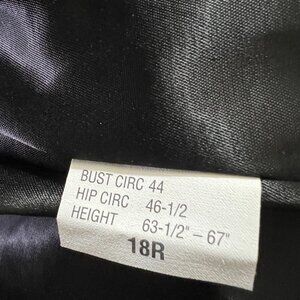 BUST CIRC 44
HIP CIRC 46-1/2
HEIGHT 63-1/2" – 67"
18R